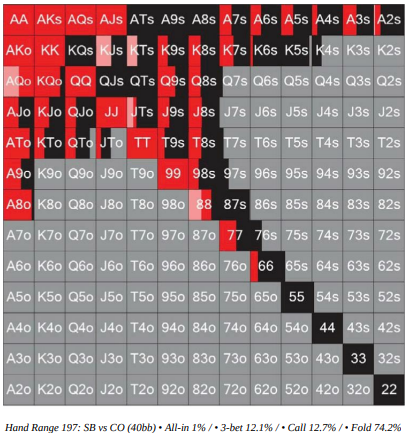 AA AKs AQs AJs ATs A9s A8s A7s A6s A5s A4s A3s A2s
AKo KK KQs KJs KTs K9s K8s K7s K6s K5s K4s K3s K2s
AQo KQo QQ QJs QTs Q9s Q8s Q7s Q6s Q5s Q4s Q3s Q2s
AJo KJo QJo JJ JTs J9s J8s J7s J6s J5s J4s J3s J2s
ATo KTo QTo JTo TT T9s T8s T7s T6s T5s T4s T3s T2s
A9o K9o Q9o J9o T9o 99 98s 97s 96s 95s 94s 93s 92s
A8o K8o Q8o J8o T8o 98o 88 87s 86s 85s 84s 83s 82s
A7o K7o Q7o J7o T7o 97o 87o 77 76s 75s 74s 73s 72s
A6o K6o Q6o J6o T6o 96o 86o 76o 66 65s 64s 63s 62s
A5o K5o Q5o J5o T5o 95o 85o 75o 65o 55 54s 53s 52s
A4o K4o Q4o J4o T4o 94o 84o 74o 64o 54o 44 43s 42s
A3o K3o Q3o J3o T3o 93o 83o 73o 63o 53o 43o 33 32s
A2o K2o Q2o J2o T2o 92o 82o 72o 62o 52o 42o 32o 22
Hand Range 197: SB vs CO (40bb) • All-in 1% / • 3-bet 12.1% / • Call 12.7% / • Fold 74.2%